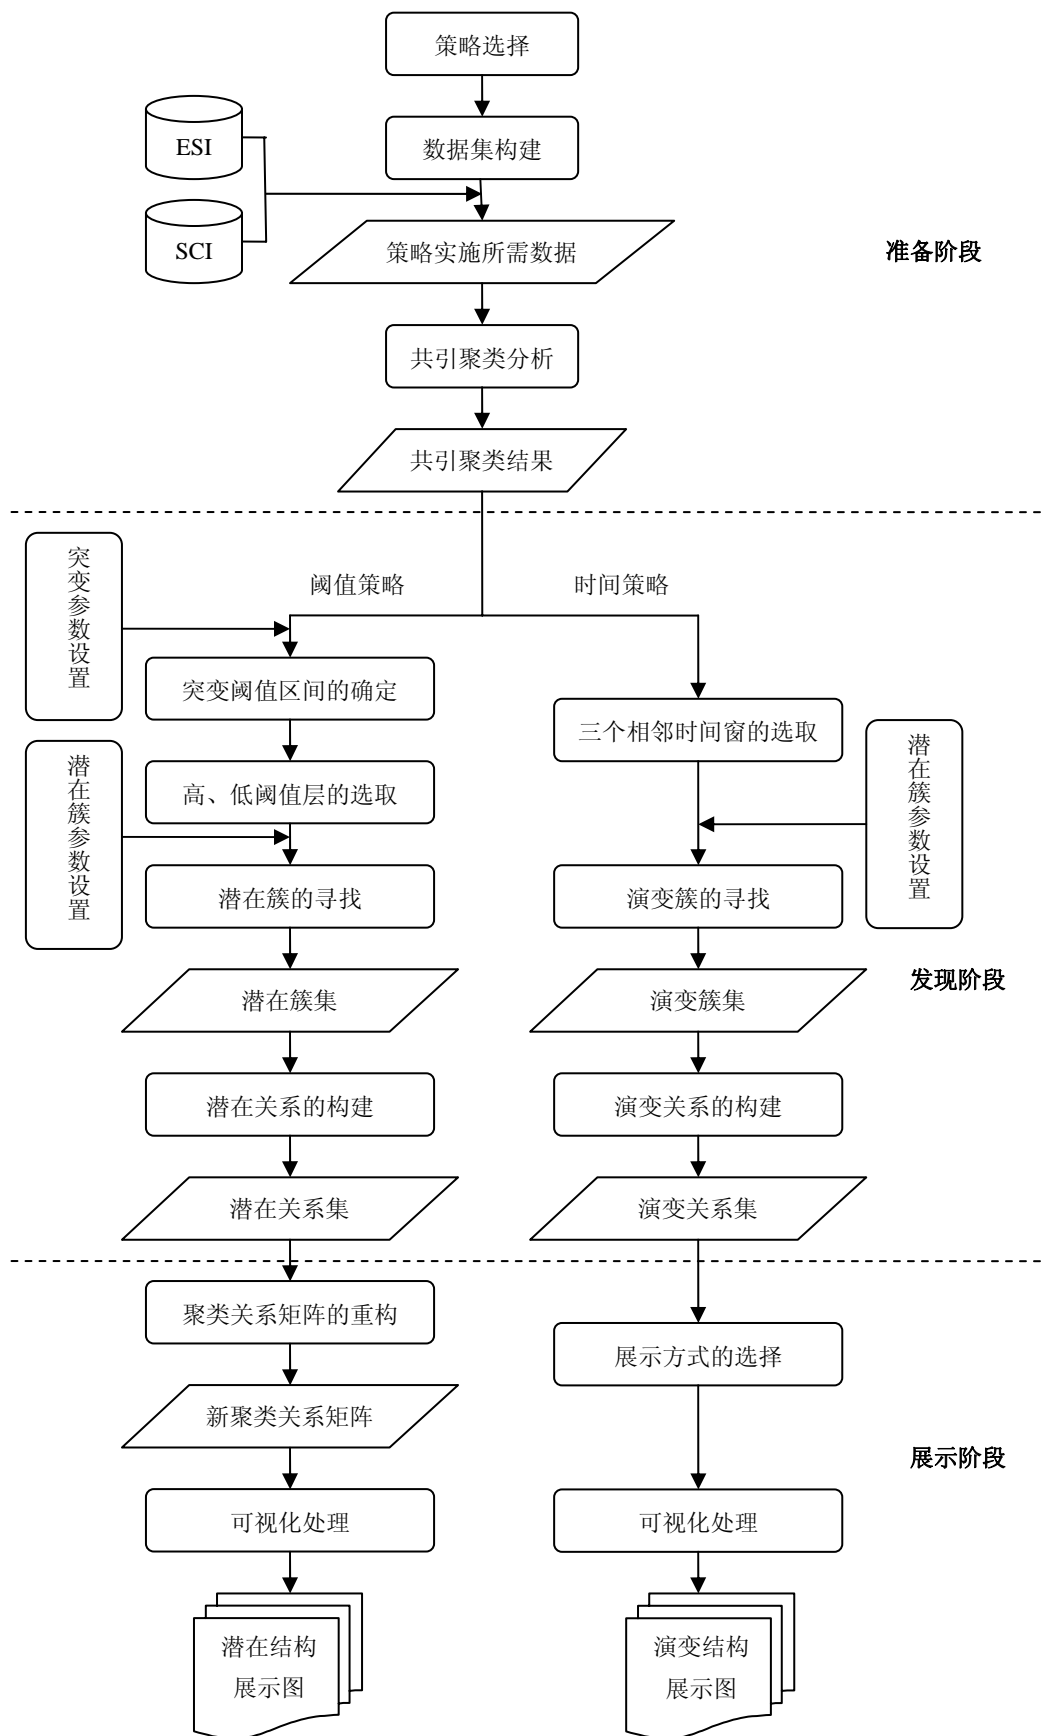 策略选择
数据集构建
ESI
SCI
策略实施所需数据
准备阶段
共引聚类分析
共引聚类结果
阈值策略
时间策略
突变参数设置
突变阈值区间的确定
三个相邻时间窗的选取
高、低阈值层的选取
潜在簇参数设置
潜在簇参数设置
潜在簇的寻找
演变簇的寻找
潜在簇集
演变簇集
发现阶段
潜在关系的构建
演变关系的构建
潜在关系集
演变关系集
聚类关系矩阵的重构
展示方式的选择
新聚类关系矩阵
展示阶段
可视化处理
可视化处理
潜在结构
展示图
演变结构
展示图